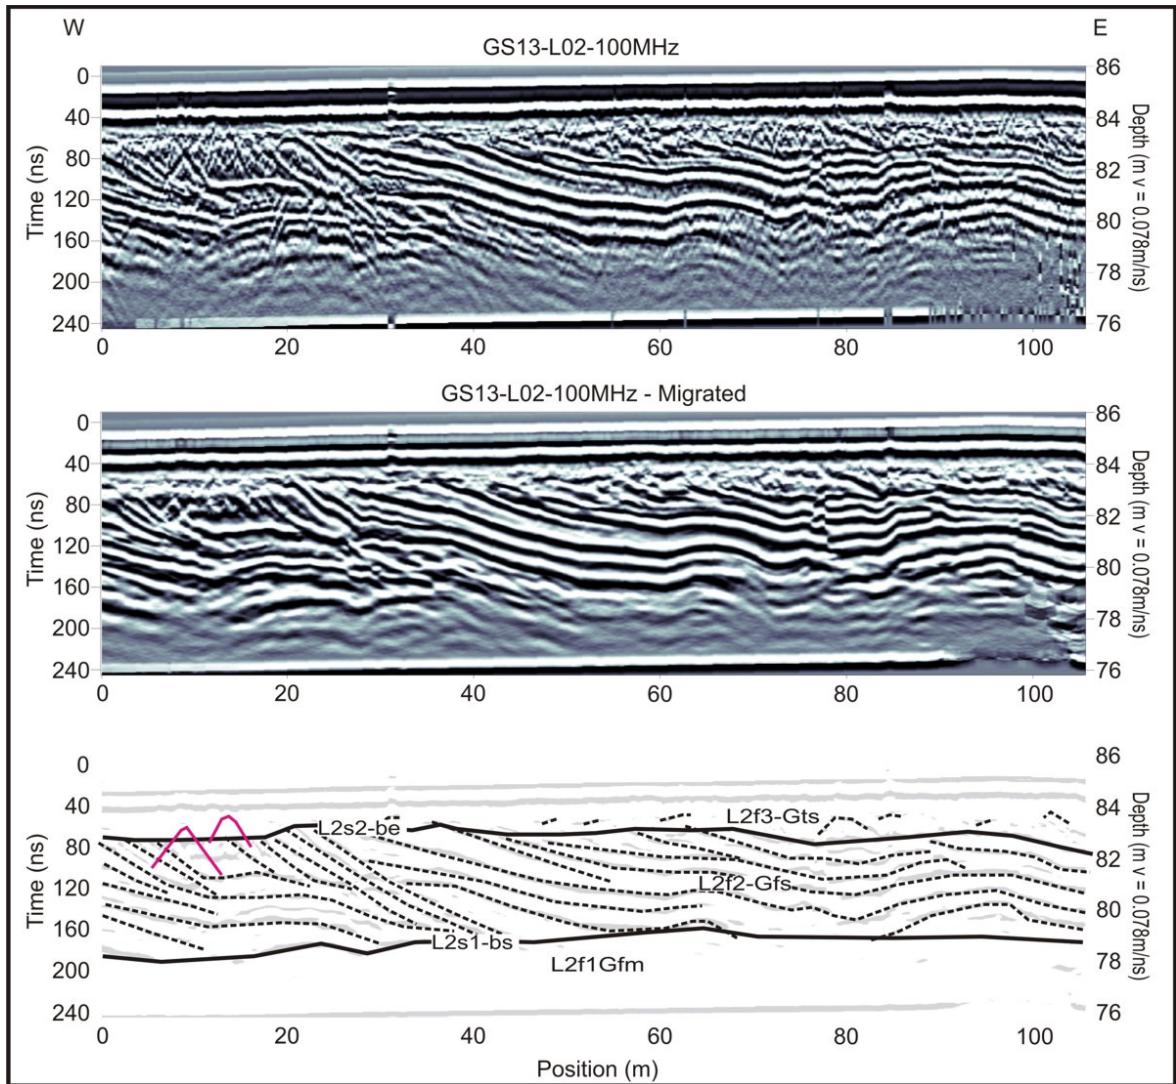 W E
GS13-L02-100MHz
0 40 80 120 160 200 240
Time (ns)
86 84 82 80 78 76
Depth (m v = 0.078m/ns)
0 20 40 60 80 100
GS13-L02-100MHz - Migrated
0 40 80 120 160 200 240
Time (ns)
86 84 82 80 78 76
Depth (m v = 0.078m/ns)
0 20 40 60 80 100
0 40 80 120 160 200 240
Time (ns)
L2s2-be
L2f3-Gts
L2f2-Gfs
L2s1-bs
L2f1Gfm
86 84 82 80 78 76
Depth (m v = 0.078m/ns)
0 20 40 60 80 100
Position (m)